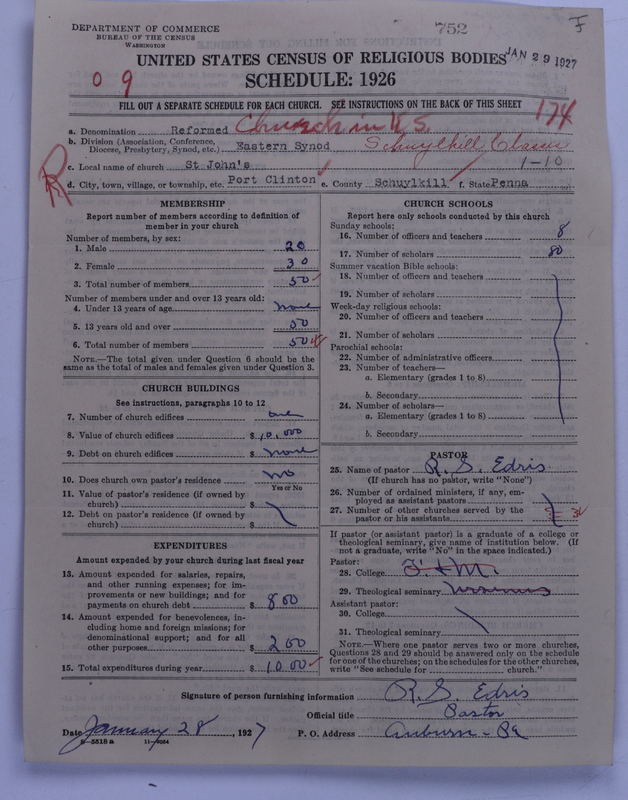 DEPARTMENT OF COMMERCE
BUREAU OF THE CENSUS
WASHINGTON
752
F
UNITED STATES CENSUS OF RELIGIOUS BODIES
JAN 29 1927
0 9
SCHEDULE: 1926
FILL OUT A SEPARATE SCHEDULE FOR EACH CHURCH. SEE INSTRUCTIONS ON THE BACK OF THIS SHEET
174
a. Denomination Reformed Church in U.S.
b. Division (Association, Conference, Diocese, Presbytery, Synod, etc.) Eastern Synod Schuylkill Classis
c. Local name of church St John's 1-10
d. City, town, village, or township, etc. Port Clinton e. County Schuylkill f. State Penna
MEMBERSHIP
Report number of members according to definition of
member in your church
Number of members, by sex:
1. Male 20
2. Female 30
3. Total number of members 50
Number of members under and over 13 years old:
4. Under 13 years of age none
5. 13 years old and over 50
6. Total number of members 50
NOTE.—The total given under Question 6 should be the
same as the total of males and females given under Question 3.
CHURCH BUILDINGS
See instructions, paragraphs 10 to 12
7. Number of church edifices one
8. Value of church edifices $10,000
9. Debt on church edifices $ none
10. Does church own pastor's residence no
Yes or No
11. Value of pastor's residence (if owned by
church) $
12. Debt on pastor's residence (if owned by
church) $
EXPENDITURES
Amount expended by your church during last fiscal year
13. Amount expended for salaries, repairs,
and other running expenses; for im-
provements or new buildings; and for
payments on church debt $ 800
14. Amount expended for benevolences, in-
cluding home and foreign missions; for
denominational support; and for all
other purposes $ 200
15. Total expenditures during year $ 1000
CHURCH SCHOOLS
Report here only schools conducted by this church
Sunday schools:
16. Number of officers and teachers 8
17. Number of scholars 80
Summer vacation Bible schools:
18. Number of officers and teachers
19. Number of scholars
Week-day religious schools:
20. Number of officers and teachers
21. Number of scholars
Parochial schools:
22. Number of administrative officers
23. Number of teachers—
a. Elementary (grades 1 to 8)
b. Secondary
24. Number of scholars—
a. Elementary (grades 1 to 8)
b. Secondary
PASTOR
25. Name of pastor R. S. Edris
(If church has no pastor, write "None")
26. Number of ordained ministers, if any, em-
ployed as assistant pastors
27. Number of other churches served by the
pastor or his assistants
If pastor (or assistant pastor) is a graduate of a college or
theological seminary, give name of institution below. (If
not a graduate, write "No" in the space indicated.)
Pastor:
28. College F. & M.
29. Theological seminary Ursinus
Assistant pastor:
30. College
31. Theological seminary
NOTE.—Where one pastor serves two or more churches,
Questions 28 and 29 should be answered only on the schedule
for one of the churches; on the schedules for the other churches,
write "See schedule for church."
Signature of person furnishing information R. S. Edris
Official title Pastor
Date January 28, 1927 P. O. Address Auburn - Pa
8—5518a 11—9064